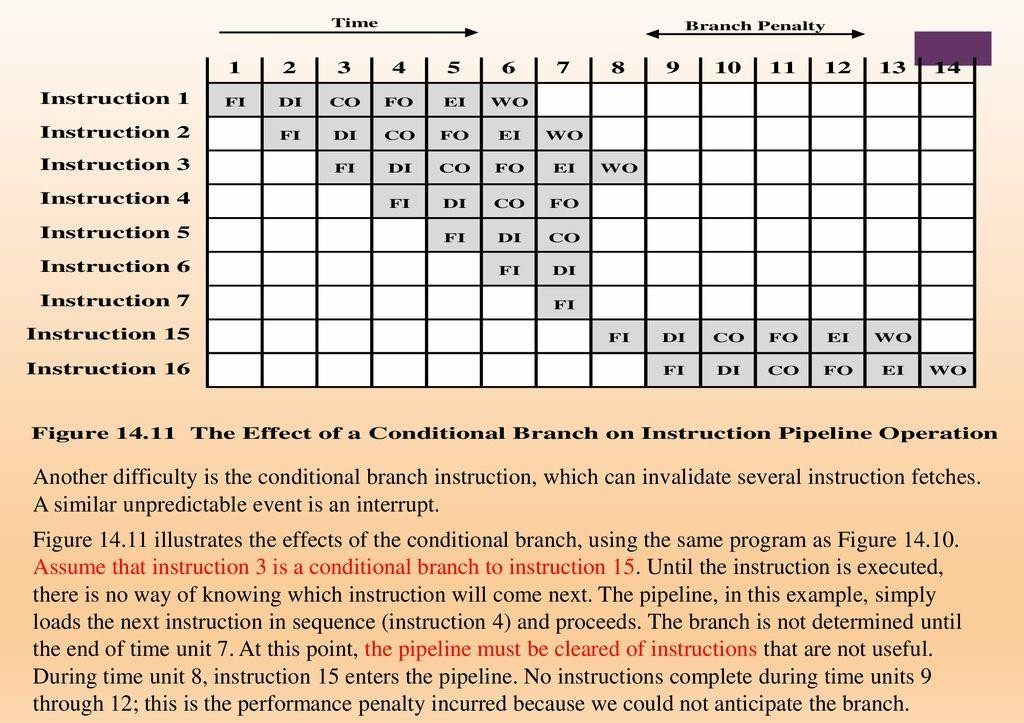 Time
Branch Penalty
1 2 3 4 5 6 7 8 9 10 11 12 13 14
Instruction 1 FI DI CO FO EI WO
Instruction 2 FI DI CO FO EI WO
Instruction 3 FI DI CO FO EI WO
Instruction 4 FI DI CO FO
Instruction 5 FI DI CO
Instruction 6 FI DI
Instruction 7 FI
Instruction 15 FI DI CO FO EI WO
Instruction 16 FI DI CO FO EI WO
Figure 14.11 The Effect of a Conditional Branch on Instruction Pipeline Operation
Another difficulty is the conditional branch instruction, which can invalidate several instruction fetches.
A similar unpredictable event is an interrupt.
Figure 14.11 illustrates the effects of the conditional branch, using the same program as Figure 14.10.
Assume that instruction 3 is a conditional branch to instruction 15. Until the instruction is executed,
there is no way of knowing which instruction will come next. The pipeline, in this example, simply
loads the next instruction in sequence (instruction 4) and proceeds. The branch is not determined until
the end of time unit 7. At this point, the pipeline must be cleared of instructions that are not useful.
During time unit 8, instruction 15 enters the pipeline. No instructions complete during time units 9
through 12; this is the performance penalty incurred because we could not anticipate the branch.